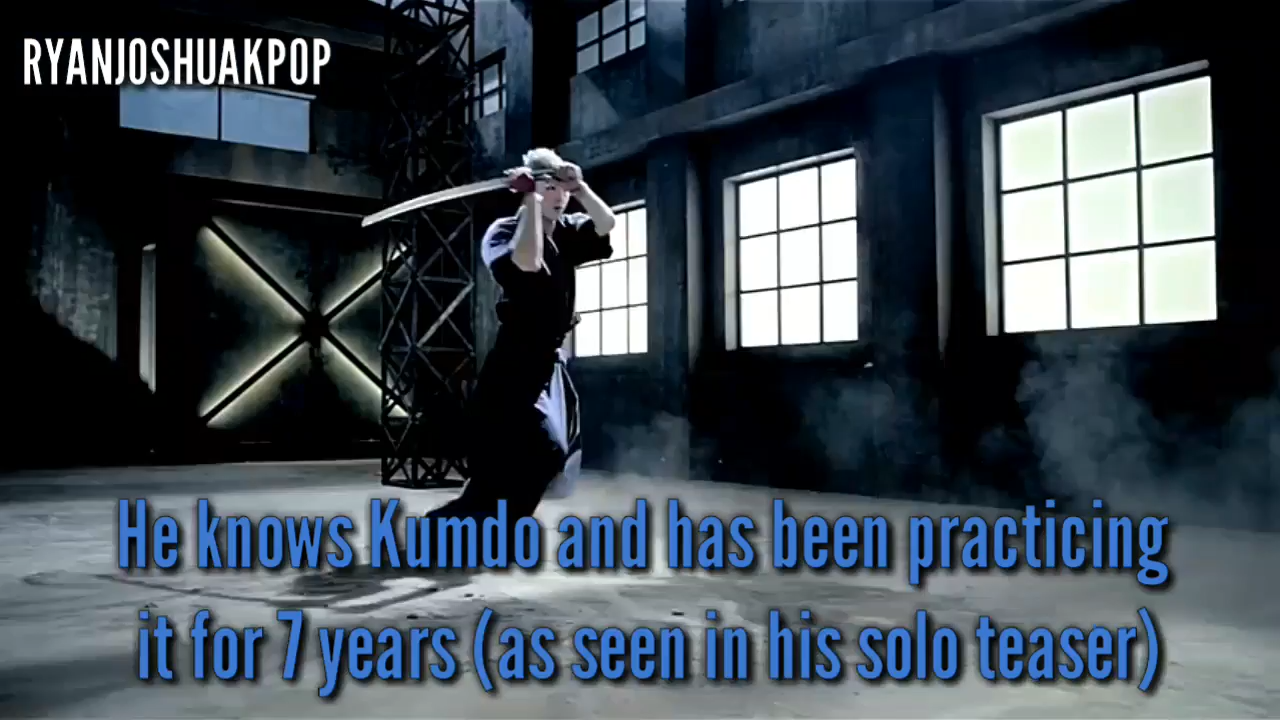 RYANJOSHUAKPOP
He knows Kumdo and has been practicing
it for 7 years (as seen in his solo teaser)